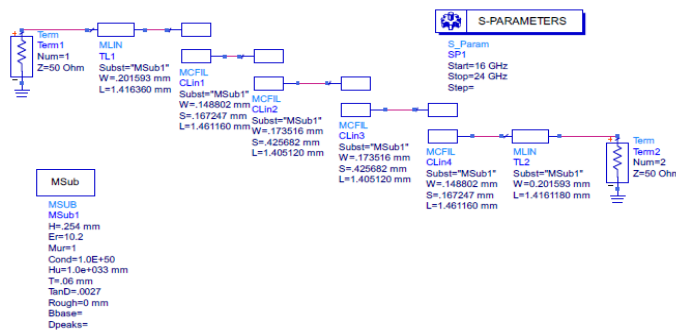 Term
Term1
Num=1
Z=50 Ohm
MLIN
TL1
Subst="MSub1"
W=.201593 mm
L=1.416360 mm
MCFIL
CLin1
Subst="MSub1"
W=.148802 mm
S=.167247 mm
L=1.461160 mm
MCFIL
CLin2
Subst="MSub1"
W=.173516 mm
S=.425682 mm
L=1.405120 mm
MCFIL
CLin3
Subst="MSub1"
W=.173516 mm
S=.425682 mm
L=1.405120 mm
S-PARAMETERS
S_Param
SP1
Start=16 GHz
Stop=24 GHz
Step=
MCFIL
CLin4
Subst="MSub1"
W=.148802 mm
S=.167247 mm
L=1.461160 mm
MLIN
TL2
Subst="MSub1"
W=0.201593 mm
L=1.4161180 mm
Term
Term2
Num=2
Z=50 Ohm
MSub
MSUB
MSub1
H=.254 mm
Er=10.2
Mur=1
Cond=1.0E+50
Hu=1.0e+033 mm
T=.06 mm
TanD=.0027
Rough=0 mm
Bbase=
Dpeaks=